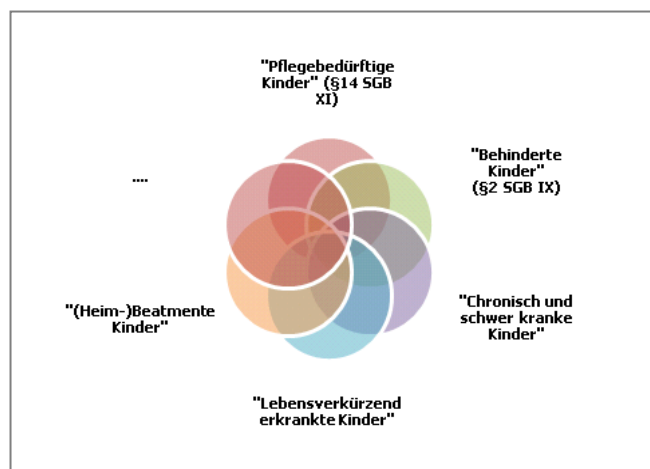 "Pflegebedürftige
Kinder" (§14 SGB
XI)
"Behinderte
Kinder"
(§2 SGB IX)
....
"Chronisch und
schwer kranke
Kinder"
"(Heim-)Beatmente
Kinder"
"Lebensverkürzend
erkrankte Kinder"